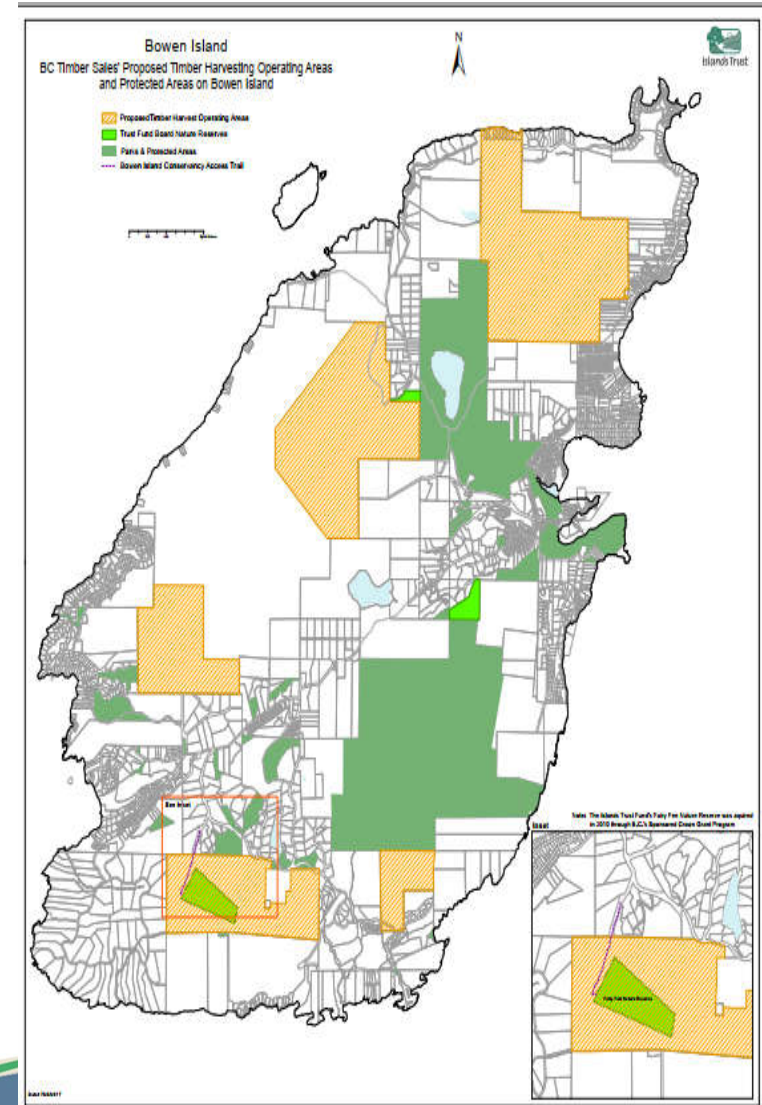 Bowen Island
BC Timber Sales' Proposed Timber Harvesting Operating Areas
and Protected Areas on Bowen Island
N
Islands Trust
Proposed Timber Harvest Operating Areas
Trust Fund Board Nature Reserves
Parks & Protected Areas
Bowen Island Conservancy Access Trail
See Inset
Inset
Note: The Islands Trust Fund's Fairy Fen Nature Reserve was aquired
in 2010 through B.C.'s Sponsored Crown Grant Program
Fairy Fen Nature Reserve